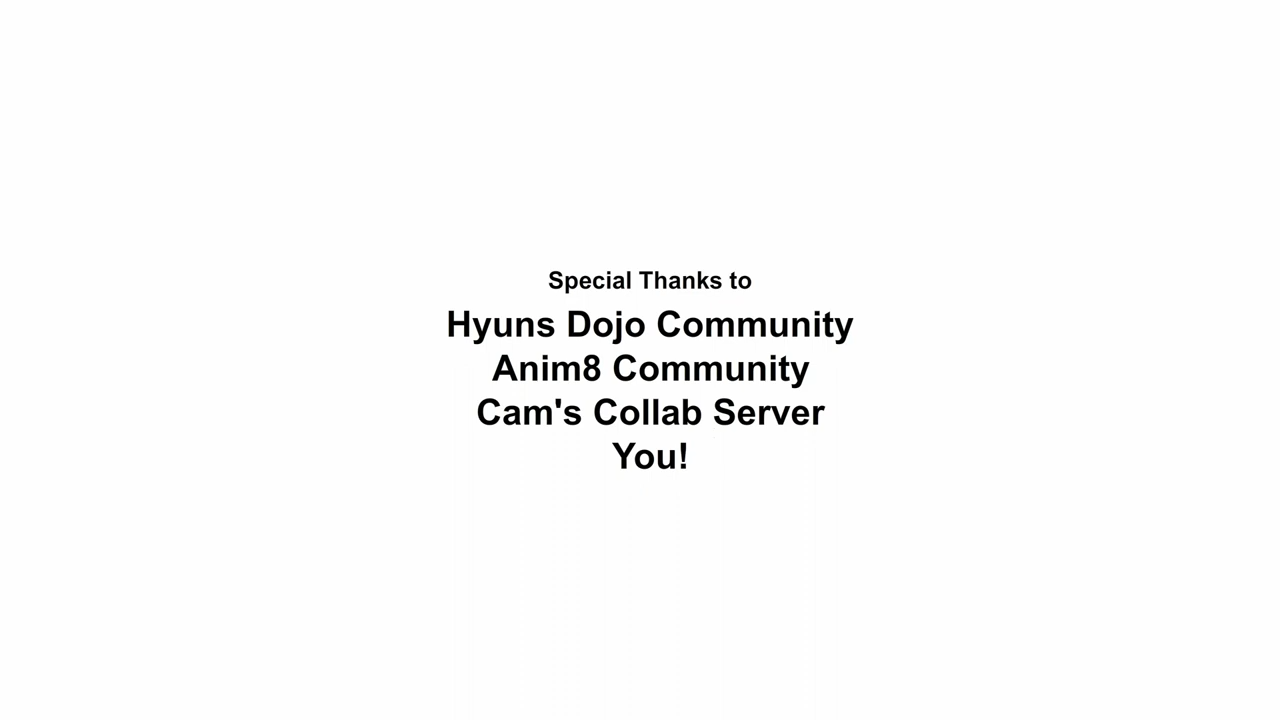 Special Thanks to
Hyuns Dojo Community
Anim8 Community
Cam's Collab Server
You!